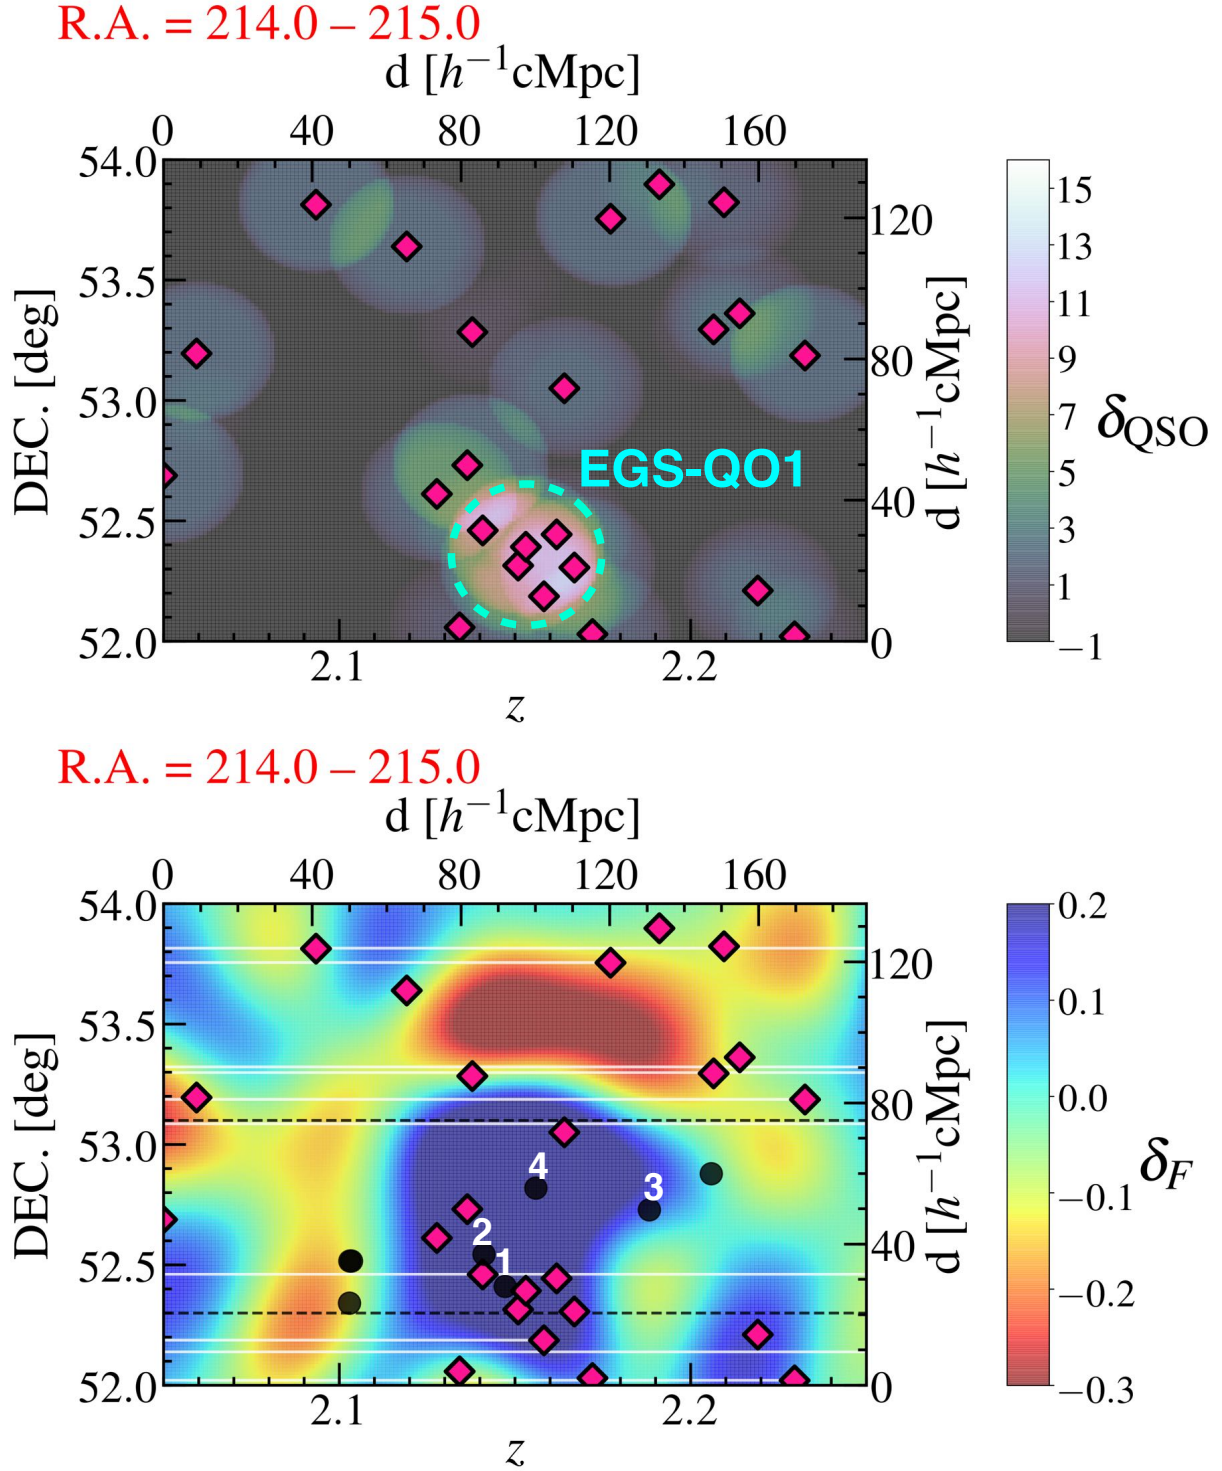 R.A. = 214.0 – 215.0
d [h−1cMpc]
0 40 80 120 160
54.0
53.5
53.0
52.5
52.0
DEC. [deg]
EGS-QO1
120
80
40
0
d [h−1cMpc]
2.1 2.2
z
15
13
11
9
7
5
3
1
−1
δQSO
R.A. = 214.0 – 215.0
d [h−1cMpc]
0 40 80 120 160
54.0
53.5
53.0
52.5
52.0
DEC. [deg]
4
3
2
1
120
80
40
0
d [h−1cMpc]
2.1 2.2
z
0.2
0.1
0.0
−0.1
−0.2
−0.3
δF